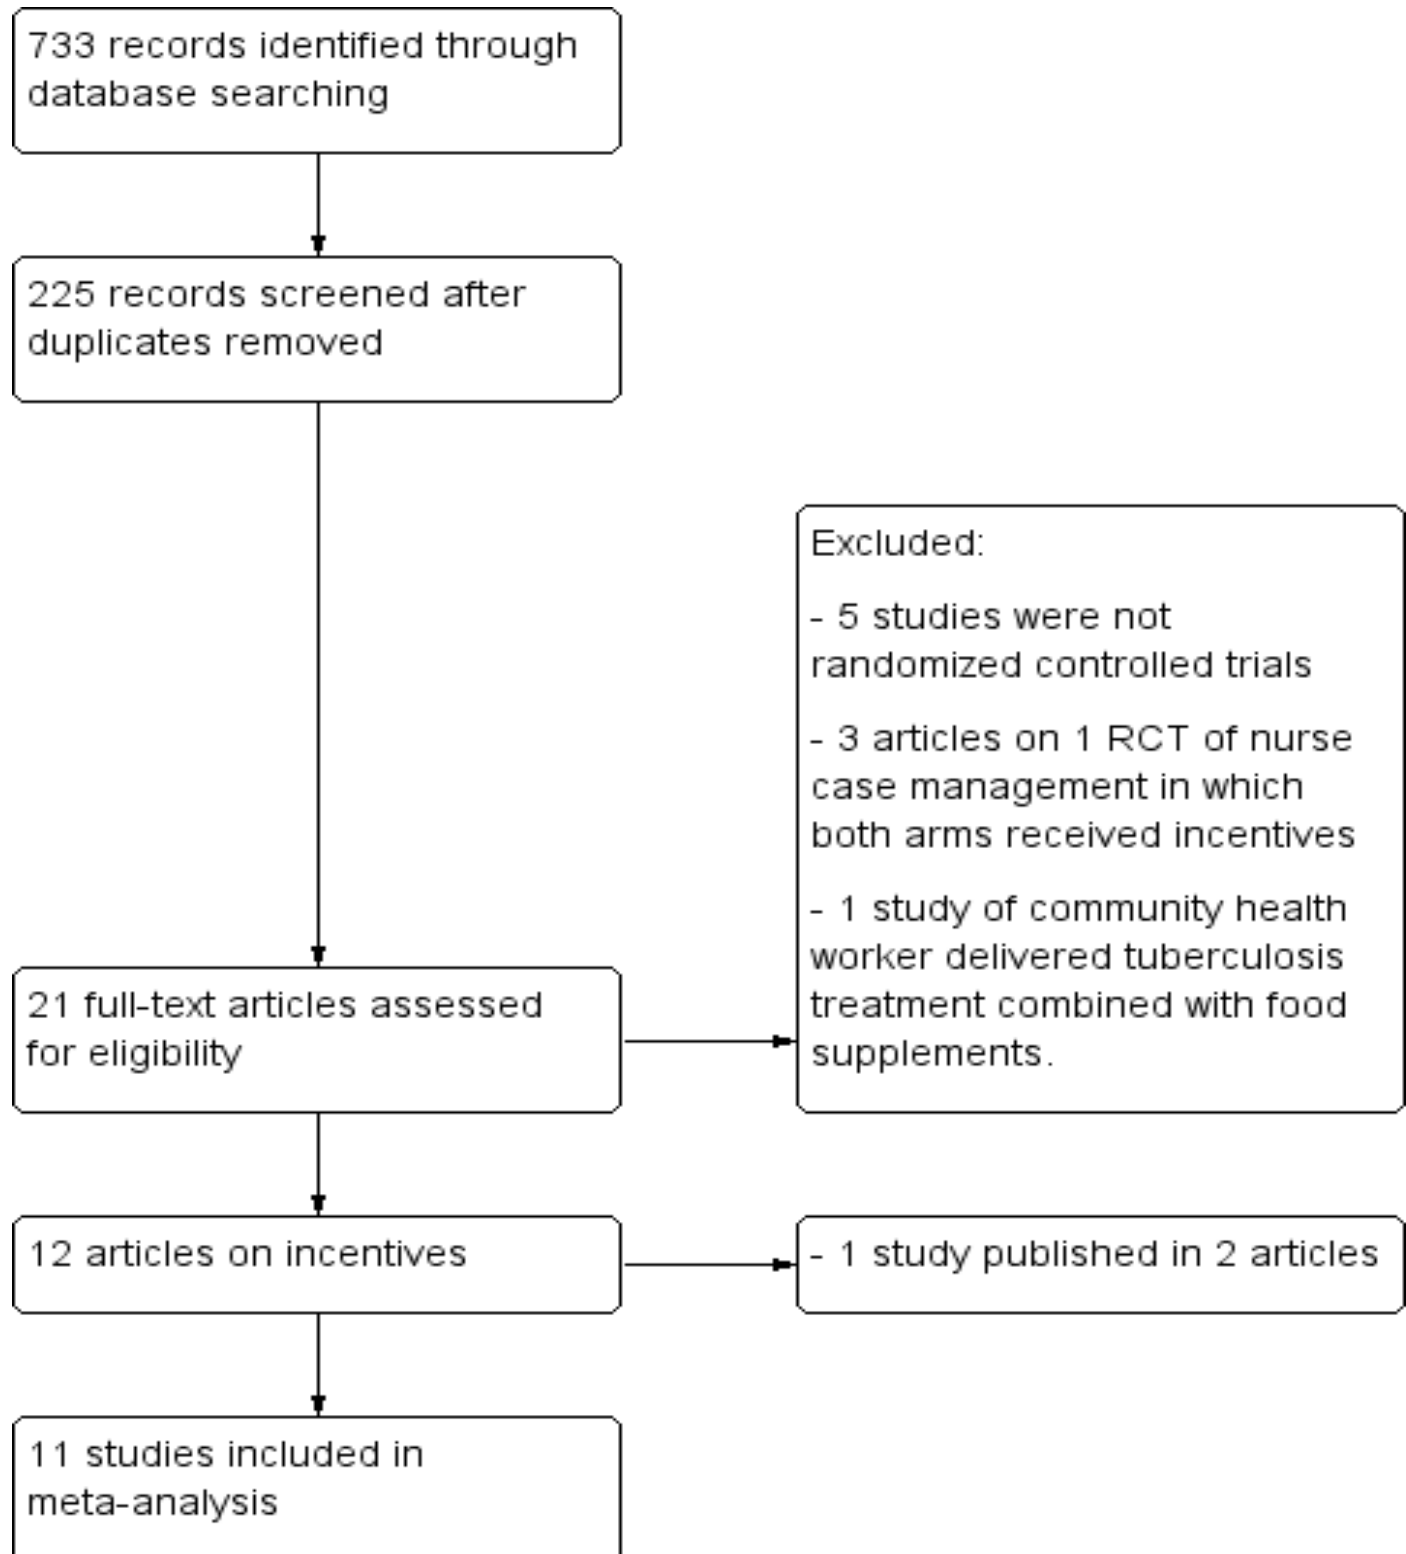 733 records identified through
database searching
225 records screened after
duplicates removed
Excluded:
- 5 studies were not
randomized controlled trials
- 3 articles on 1 RCT of nurse
case management in which
both arms received incentives
- 1 study of community health
worker delivered tuberculosis
treatment combined with food
supplements.
21 full-text articles assessed
for eligibility
12 articles on incentives
- 1 study published in 2 articles
11 studies included in
meta-analysis